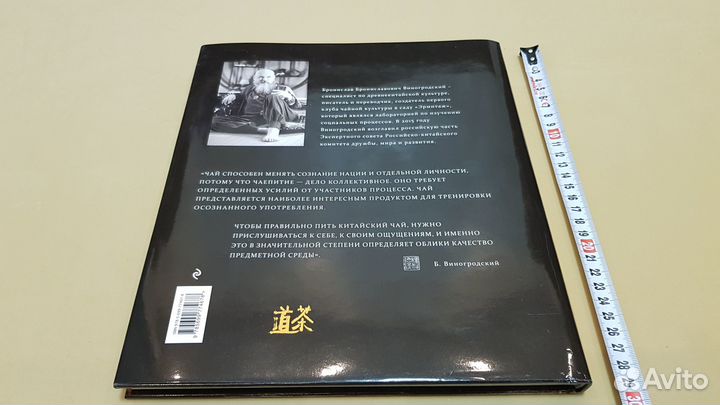 Бронислав Брониславович Виногродский –
специалист по древнекитайской культуре,
писатель и переводчик, создатель первого
клуба чайной культуры в саду «Эрмитаж»,
который являлся лабораторией по изучению
социальных процессов. В 2015 году
Виногродский возглавил российскую часть
Экспертного совета Российско-китайского
комитета дружбы, мира и развития.
«ЧАЙ СПОСОБЕН МЕНЯТЬ СОЗНАНИЕ НАЦИИ И ОТДЕЛЬНОЙ ЛИЧНОСТИ,
ПОТОМУ ЧТО ЧАЕПИТИЕ — ДЕЛО КОЛЛЕКТИВНОЕ. ОНО ТРЕБУЕТ
ОПРЕДЕЛЕННЫХ УСИЛИЙ ОТ УЧАСТНИКОВ ПРОЦЕССА. ЧАЙ
ПРЕДСТАВЛЯЕТСЯ НАИБОЛЕЕ ИНТЕРЕСНЫМ ПРОДУКТОМ ДЛЯ ТРЕНИРОВКИ
ОСОЗНАННОГО УПОТРЕБЛЕНИЯ.
ЧТОБЫ ПРАВИЛЬНО ПИТЬ КИТАЙСКИЙ ЧАЙ, НУЖНО
ПРИСЛУШИВАТЬСЯ К СЕБЕ, К СВОИМ ОЩУЩЕНИЯМ, И ИМЕННО
ЭТО В ЗНАЧИТЕЛЬНОЙ СТЕПЕНИ ОПРЕДЕЛЯЕТ ОБЛИКИ КАЧЕСТВО
ПРЕДМЕТНОЙ СРЕДЫ».
Б. Виногродский
道茶
Avito